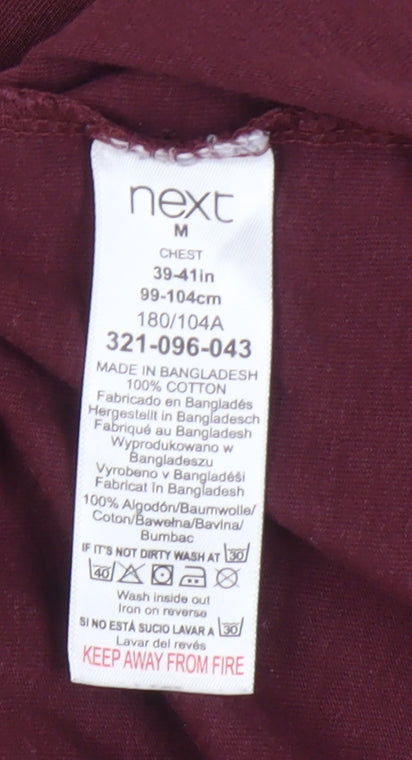 next
M
CHEST
39-41in
99-104cm
180/104A
321-096-043
MADE IN BANGLADESH
100% COTTON
Fabricado en Bangladés
Hergestellt in Bangladesch
Fabriqué au Bangladesh
Wyprodukowano w
Bangladeszu
Vyrobeno v Bangladéši
Fabricat în Bangladesh
100% Algodón/Baumwolle/
Coton/Bawełna/Bavlna/
Bumbac
IF IT'S NOT DIRTY WASH AT 30
40
Wash inside out
Iron on reverse
SI NO ESTÁ SUCIO LAVAR A 30
Lavar del revés
KEEP AWAY FROM FIRE